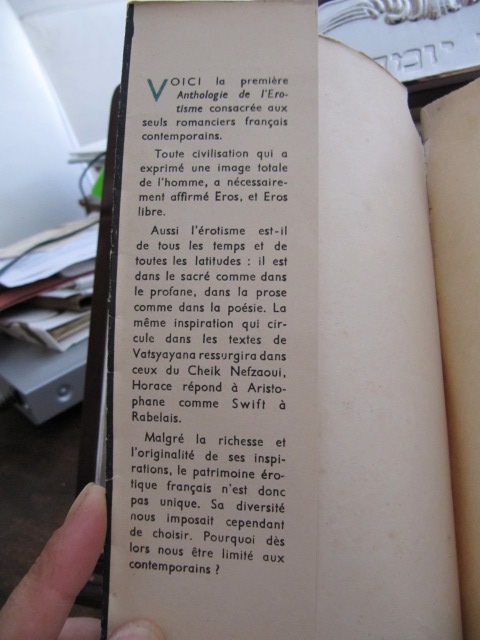 VOICI la première
Anthologie de l'Ero-
tisme consacrée aux
seuls romanciers français
contemporains.
Toute civilisation qui a
exprimé une image totale
de l'homme, a nécessaire-
ment affirmé Eros, et Eros
libre.
Aussi l'érotisme est-il
de tous les temps et de
toutes les latitudes : il est
dans le sacré comme dans
le profane, dans la prose
comme dans la poésie. La
même inspiration qui cir-
cule dans les textes de
Vatsyayana ressurgira dans
ceux du Cheik Nefzaoui,
Horace répond à Aristo-
phane comme Swift à
Rabelais.
Malgré la richesse et
l'originalité de ses inspi-
rations, le patrimoine éro-
tique français n'est donc
pas unique. Sa diversité
nous imposait cependant
de choisir. Pourquoi dès
lors nous être limité aux
contemporains ?